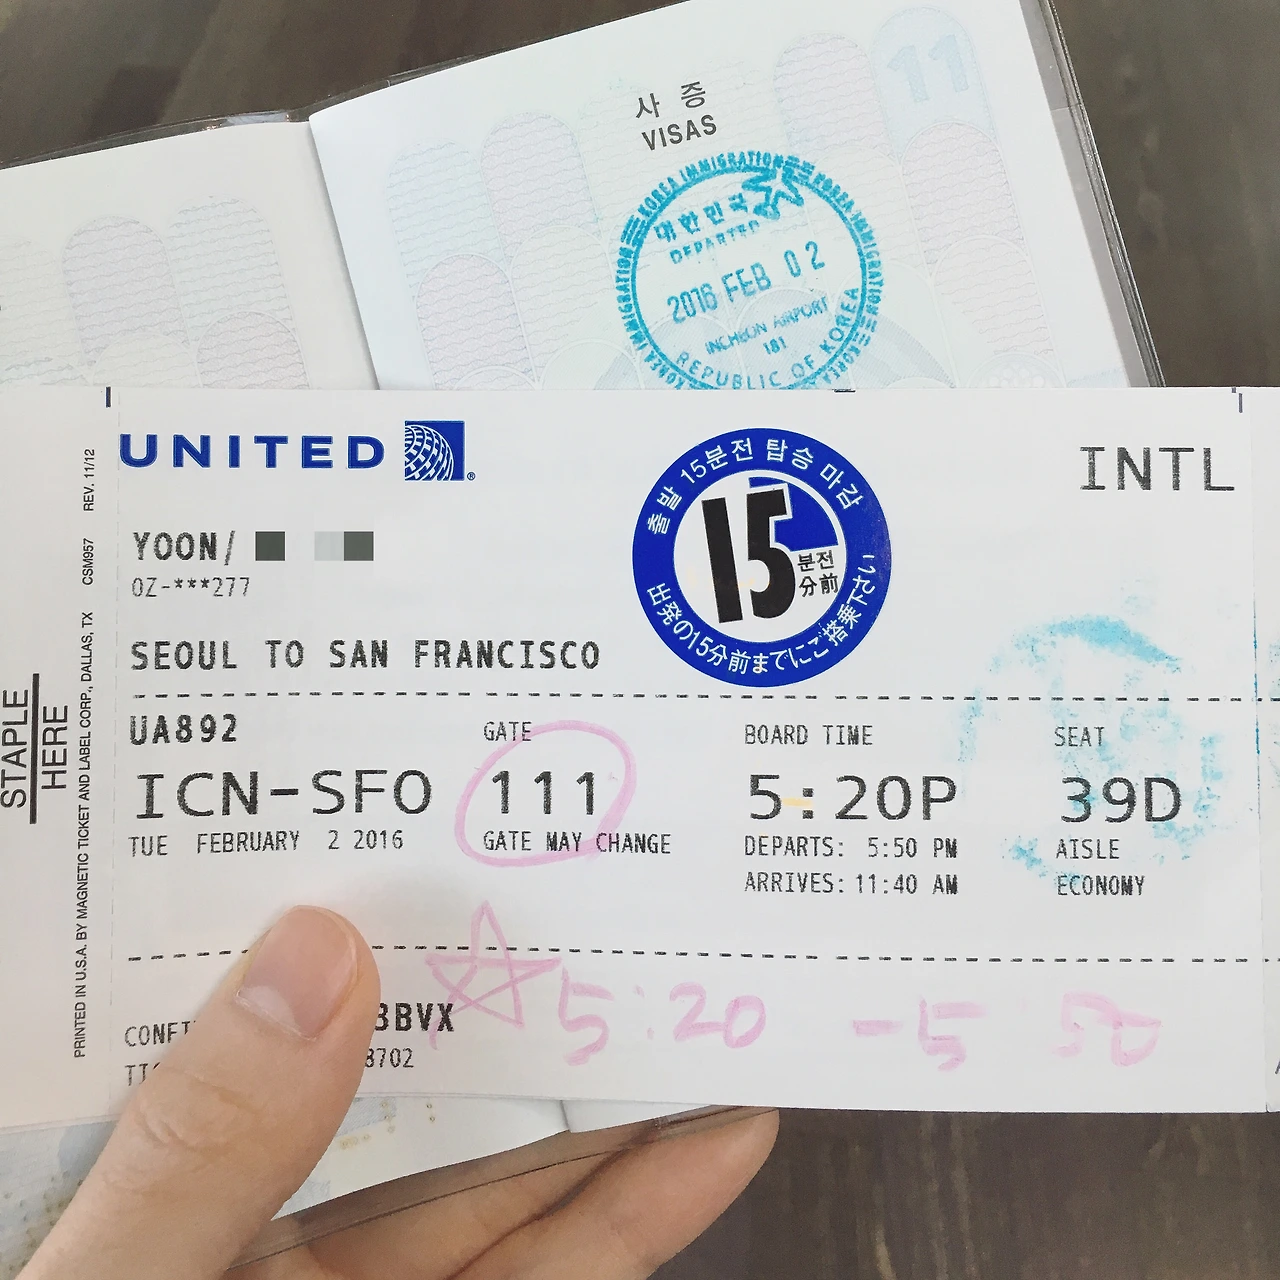 11
사 증
VISAS
KOREA IMMIGRATION KOREA IMMIGRATION
대한민국
DEPARTED
2016 FEB 02
INCHEON AIRPORT
181
REPUBLIC OF KOREA
UNITED
INTL
출발 15분전 탑승 마감
15
분전
分前
出発の15分前までにご搭乗下さい
YOON/
OZ-***277
SEOUL TO SAN FRANCISCO
UA892
GATE
BOARD TIME
SEAT
ICN-SFO
111
5:20P
39D
TUE FEBRUARY 2 2016
GATE MAY CHANGE
DEPARTS: 5:50 PM
AISLE
ARRIVES: 11:40 AM
ECONOMY
BBVX
5:20 -5 50
8702
STAPLE
HERE
PRINTED IN U.S.A. BY MAGNETIC TICKET AND LABEL CORP., DALLAS, TX CSM957 REV. 11/12